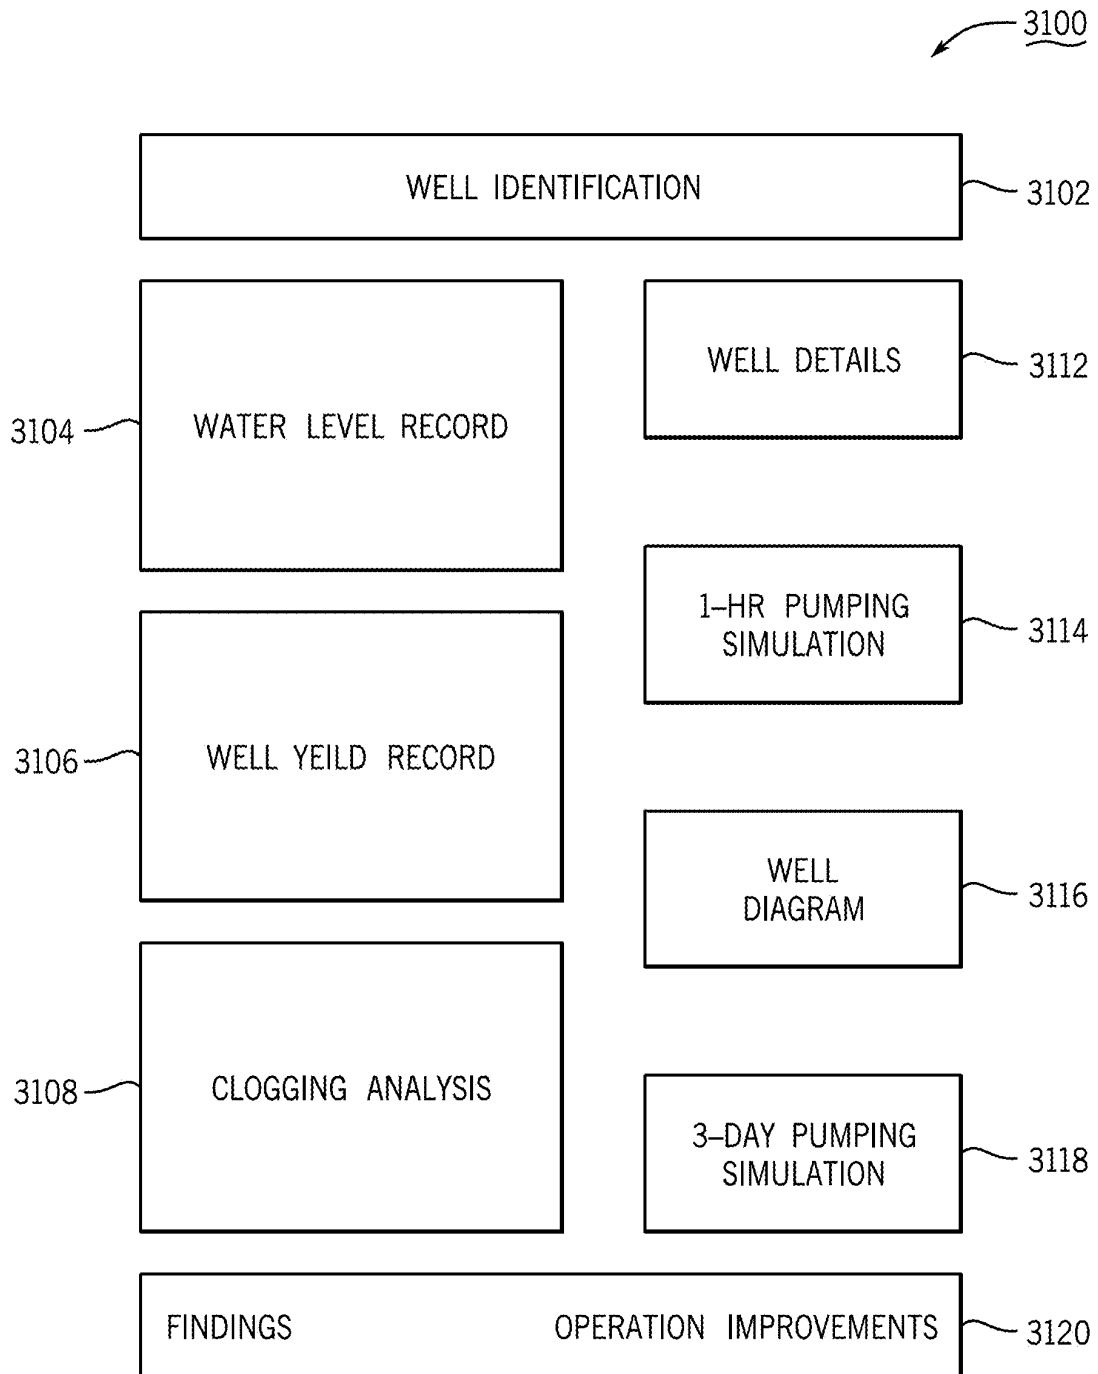 3100
WELL IDENTIFICATION
3102
WATER LEVEL RECORD
3104
WELL DETAILS
3112
1-HR PUMPING
SIMULATION
3114
WELL YEILD RECORD
3106
WELL
DIAGRAM
3116
CLOGGING ANALYSIS
3108
3-DAY PUMPING
SIMULATION
3118
FINDINGS OPERATION IMPROVEMENTS
3120